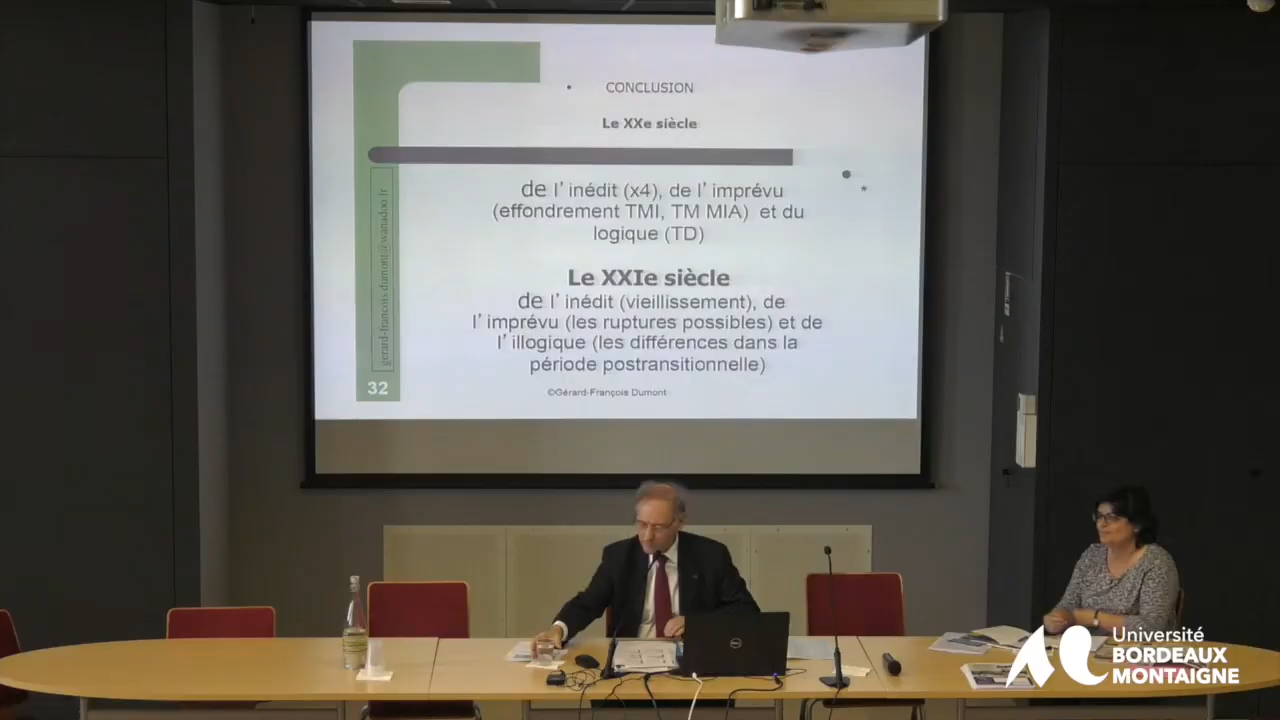 CONCLUSION
Le XXe siècle
de l'inédit (x4), de l'imprévu
(effondrement TMI, TM MIA) et du
logique (TD)
Le XXIe siècle
de l'inédit (vieillissement), de
l'imprévu (les ruptures possibles) et de
l'illogique (les différences dans la
période postransitionnelle)
©Gérard-François Dumont
gerard-francois.dumont@wanadoo.fr
32
Université
BORDEAUX
MONTAIGNE